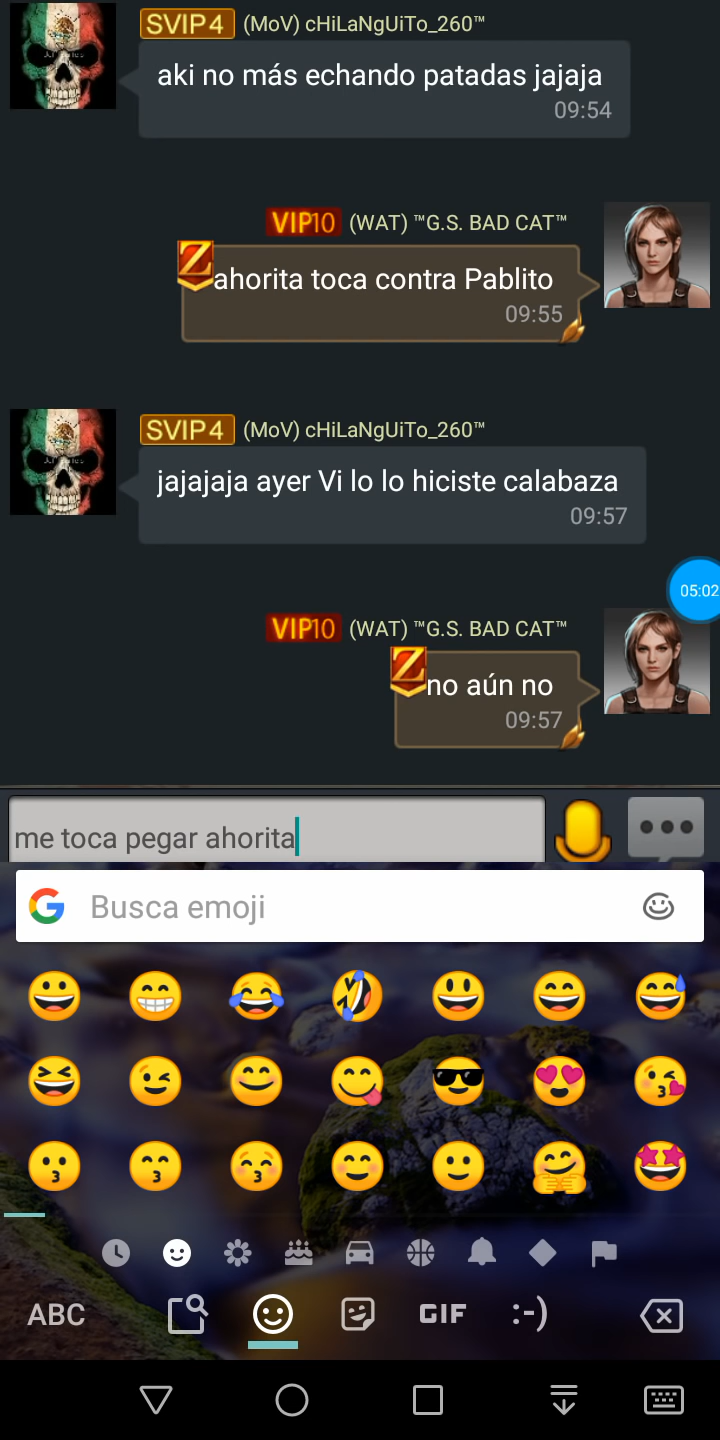 SVIP4 (MoV) cHiLaNgUiTo_260™
aki no más echando patadas jajaja
09:54
VIP10 (WAT) ™G.S. BAD CAT™
Z
ahorita toca contra Pablito
09:55
SVIP4 (MoV) cHiLaNgUiTo_260™
jajajaja ayer Vi lo lo hiciste calabaza
09:57
05:02
VIP10 (WAT) ™G.S. BAD CAT™
Z
no aún no
09:57
me toca pegar ahorita
G Busca emoji
ABC GIF :-)